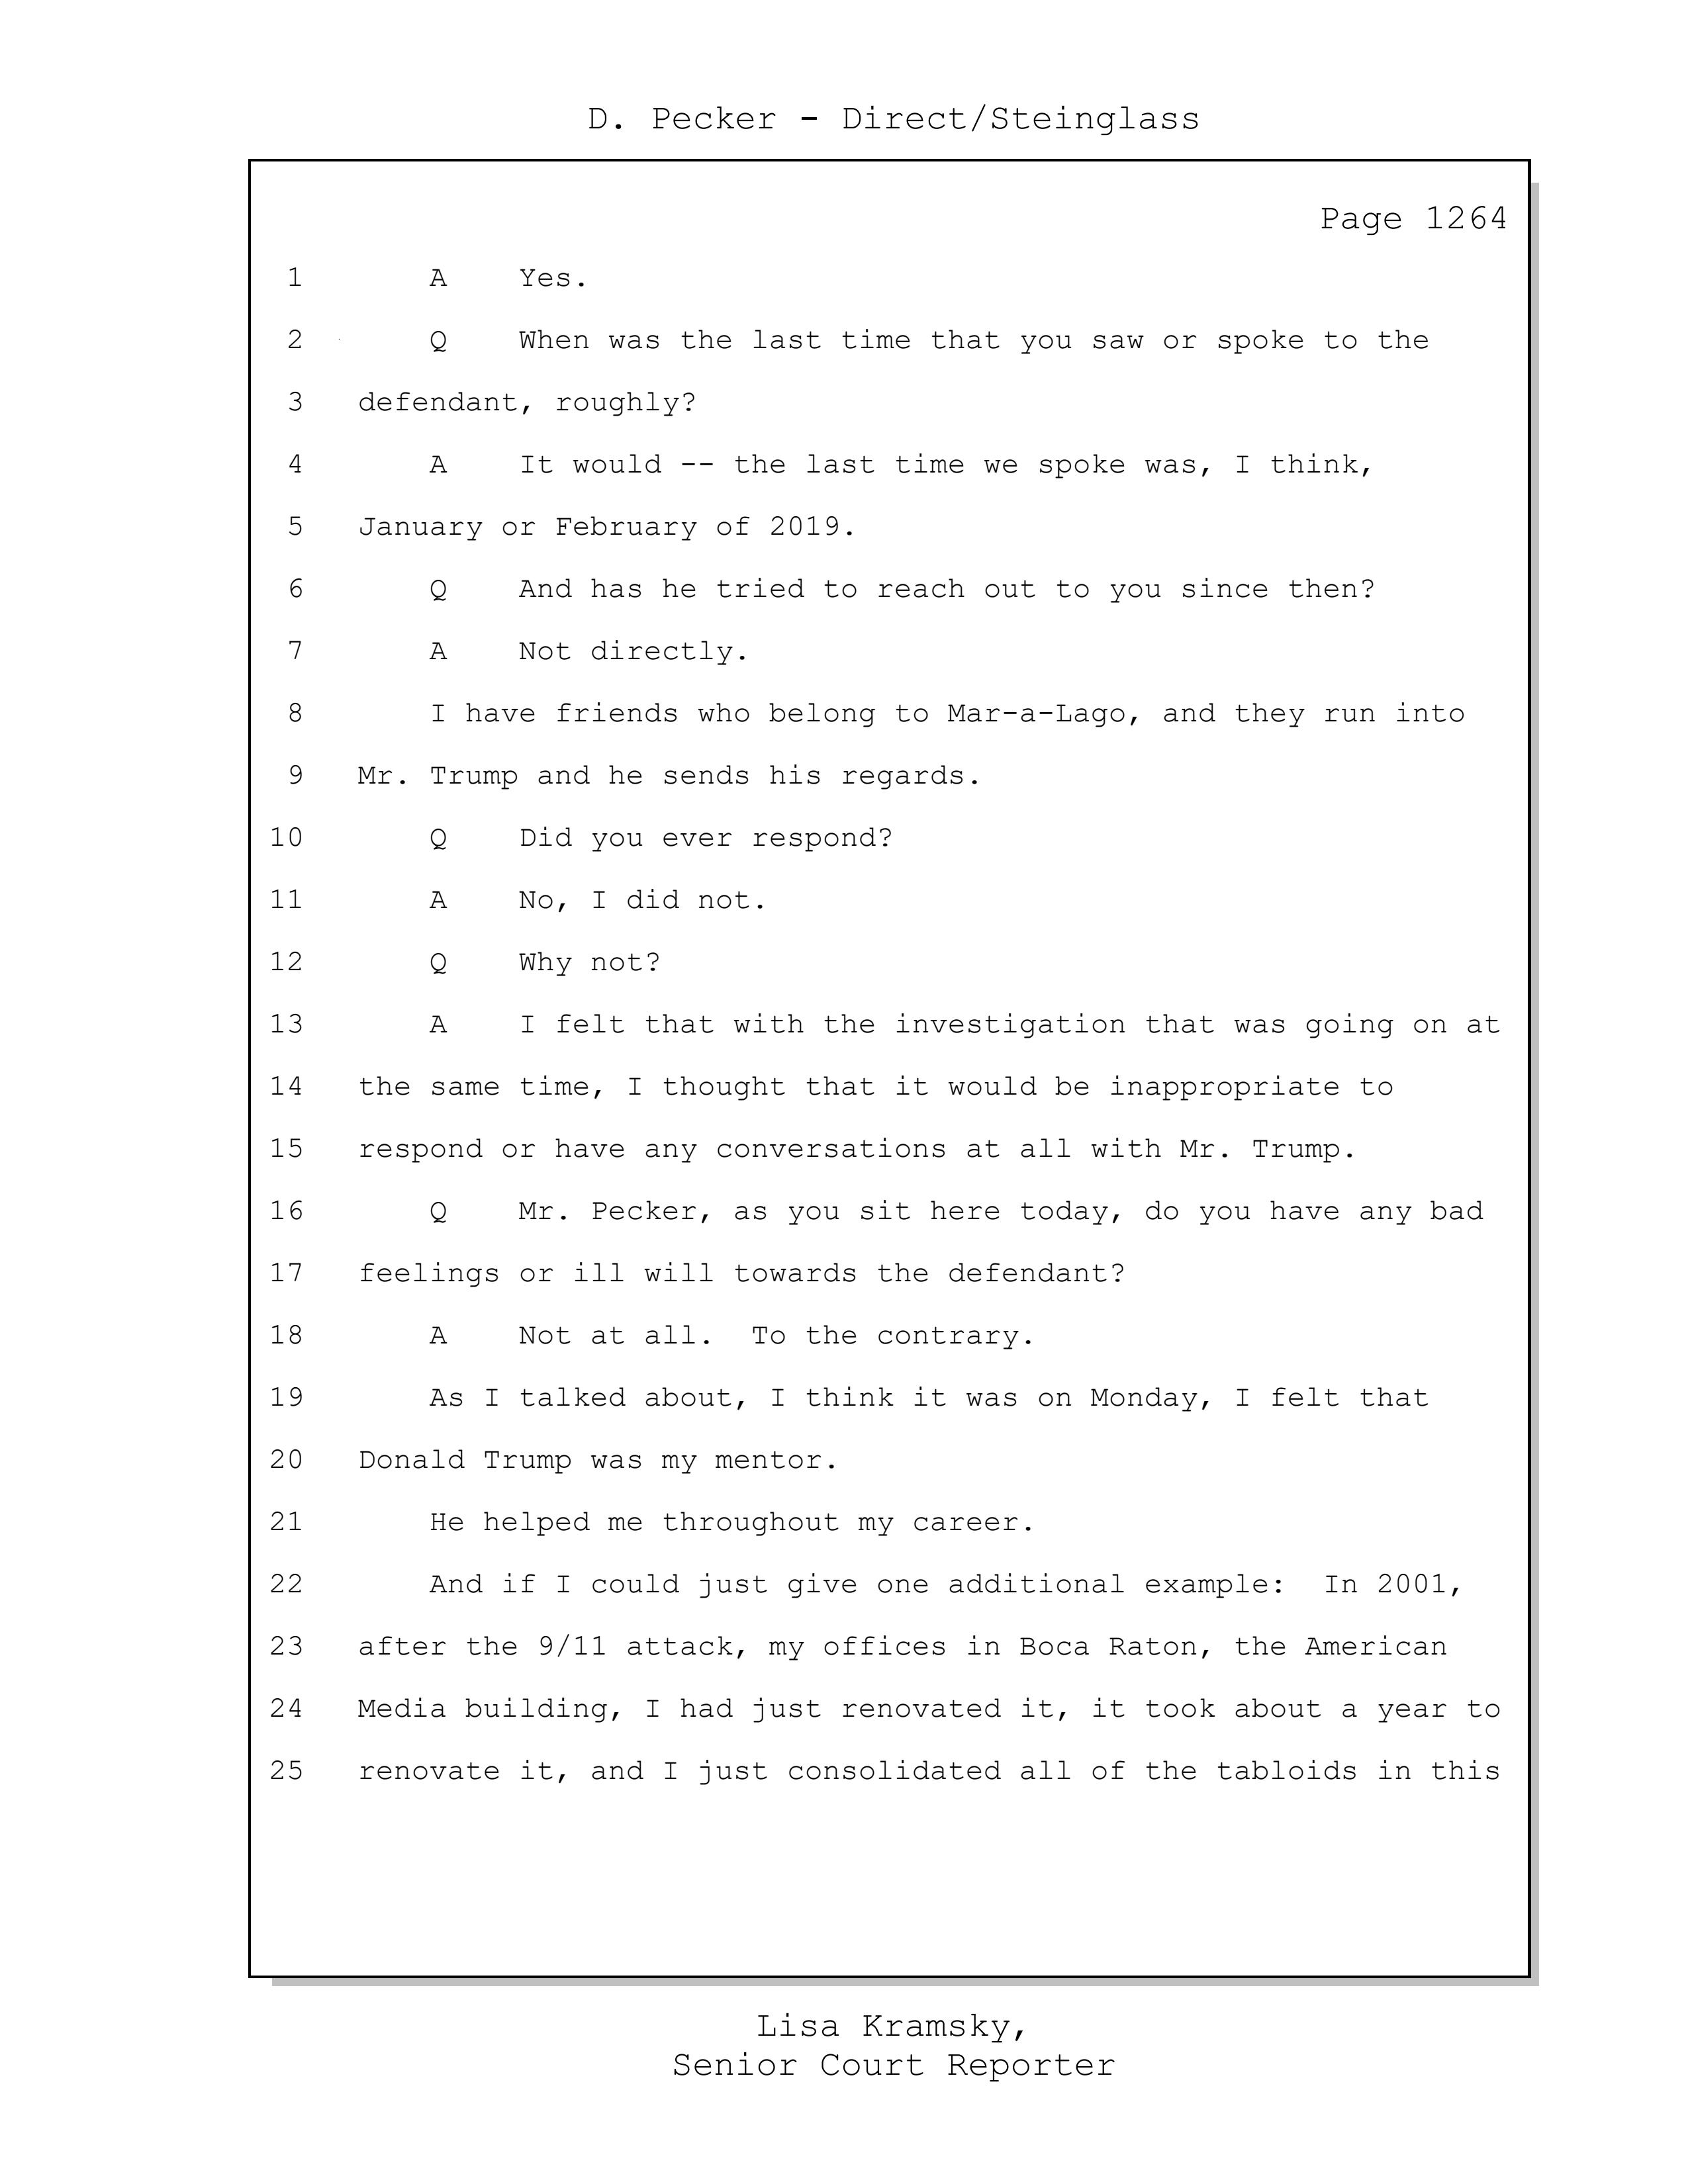 D. Pecker - Direct/Steinglass
Page 1264
1 A Yes.
2 Q When was the last time that you saw or spoke to the
3 defendant, roughly?
4 A It would -- the last time we spoke was, I think,
5 January or February of 2019.
6 Q And has he tried to reach out to you since then?
7 A Not directly.
8 I have friends who belong to Mar-a-Lago, and they run into
9 Mr. Trump and he sends his regards.
10 Q Did you ever respond?
11 A No, I did not.
12 Q Why not?
13 A I felt that with the investigation that was going on at
14 the same time, I thought that it would be inappropriate to
15 respond or have any conversations at all with Mr. Trump.
16 Q Mr. Pecker, as you sit here today, do you have any bad
17 feelings or ill will towards the defendant?
18 A Not at all. To the contrary.
19 As I talked about, I think it was on Monday, I felt that
20 Donald Trump was my mentor.
21 He helped me throughout my career.
22 And if I could just give one additional example: In 2001,
23 after the 9/11 attack, my offices in Boca Raton, the American
24 Media building, I had just renovated it, it took about a year to
25 renovate it, and I just consolidated all of the tabloids in this
Lisa Kramsky,
Senior Court Reporter